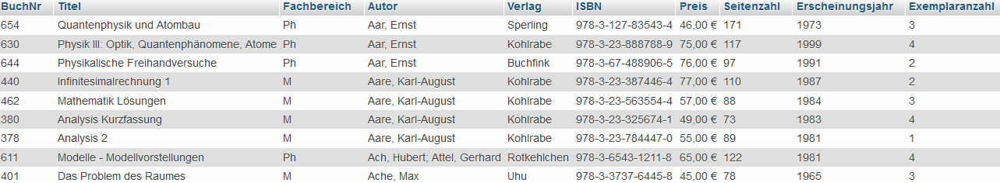 BuchNr Titel Fachbereich Autor Verlag ISBN Preis Seitenzahl Erscheinungsjahr Exemplaranzahl
654 Quantenphysik und Atombau Ph Aar, Ernst Sperling 978-3-127-83543-4 46,00 € 171 1973 3
630 Physik III: Optik, Quantenphänomene, Atome Ph Aar, Ernst Kohlrabe 978-3-23-888788-9 75,00 € 117 1999 4
644 Physikalische Freihandversuche Ph Aar, Ernst Buchfink 978-3-67-488906-5 76,00 € 97 1991 2
440 Infinitesimalrechnung 1 M Aare, Karl-August Kohlrabe 978-3-23-387446-4 77,00 € 110 1987 2
462 Mathematik Lösungen M Aare, Karl-August Kohlrabe 978-3-23-563554-4 57,00 € 88 1984 3
380 Analysis Kurzfassung M Aare, Karl-August Kohlrabe 978-3-23-325674-1 49,00 € 73 1983 4
378 Analysis 2 M Aare, Karl-August Kohlrabe 978-3-23-784447-0 55,00 € 89 1981 1
611 Modelle - Modellvorstellungen Ph Ach, Hubert; Attel, Gerhard Rotkehlchen 978-3-6543-1211-8 65,00 € 122 1981 4
401 Das Problem des Raumes M Ache, Max Uhu 978-3-3737-6445-8 45,00 € 78 1965 3